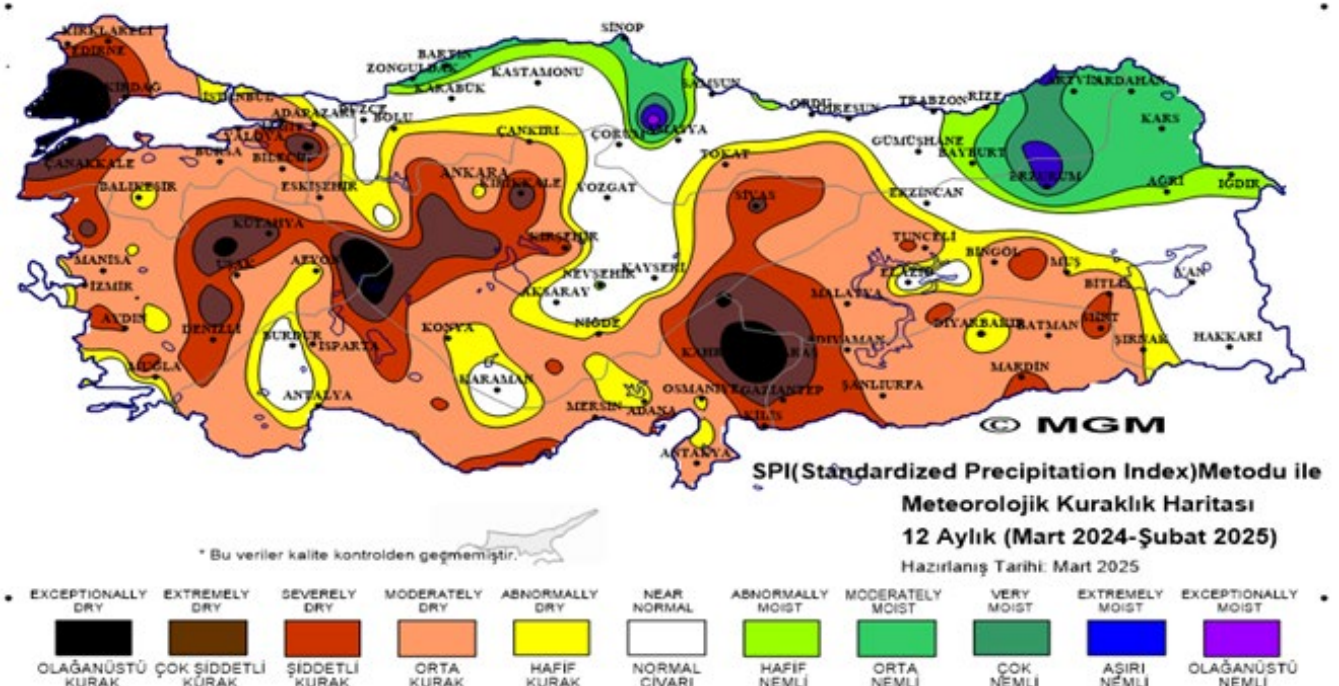 SİNOP
KIRKLARELİ
EDİRNE
BARTIN
ZONGULDAK
KASTAMONU
KARABÜK
SAMSUN
ARTVİN
ARDAHAN
İSTANBUL
ADAPAZARI
DÜZCE
BOLU
ORDU
GİRESUN
TRABZON
RİZE
KARS
YALOVA
ÇANKIRI
ÇORUM
AMASYA
GÜMÜŞHANE
BAYBURT
ÇANAKKALE
BURSA
BİLECİK
TOKAT
ERZURUM
AĞRI
IĞDIR
BALIKESİR
ESKİŞEHİR
ANKARA
KIRIKKALE
YOZGAT
SİVAS
ERZİNCAN
KÜTAHYA
KIRŞEHİR
TUNCELİ
BİNGÖL
MUŞ
MANİSA
UŞAK
AFYON
NEVŞEHİR
KAYSERİ
ELAZIĞ
VAN
İZMİR
AKSARAY
MALATYA
BİTLİS
AYDIN
DENİZLİ
BURDUR
ISPARTA
KONYA
NİĞDE
DİYARBAKIR
BATMAN
SİİRT
ŞIRNAK
HAKKARİ
MUĞLA
KARAMAN
ADIYAMAN
MARDİN
ANTALYA
MERSİN
ADANA
OSMANİYE
GAZİANTEP
ŞANLIURFA
KİLİS
ANTAKYA
© MGM
SPI(Standardized Precipitation Index)Metodu ile
Meteorolojik Kuraklık Haritası
12 Aylık (Mart 2024-Şubat 2025)
Hazırlanış Tarihi: Mart 2025
* Bu veriler kalite kontrolden geçmemiştir.
EXCEPTIONALLY DRY
EXTREMELY DRY
SEVERELY DRY
MODERATELY DRY
ABNORMALLY DRY
NEAR NORMAL
ABNORMALLY MOIST
MODERATELY MOIST
VERY MOIST
EXTREMELY MOIST
EXCEPTIONALLY MOIST
OLAĞANÜSTÜ KURAK
ÇOK ŞİDDETLİ KURAK
ŞİDDETLİ KURAK
ORTA KURAK
HAFİF KURAK
NORMAL CİVARI
HAFİF NEMLİ
ORTA NEMLİ
ÇOK NEMLİ
AŞIRI NEMLİ
OLAĞANÜSTÜ NEMLİ